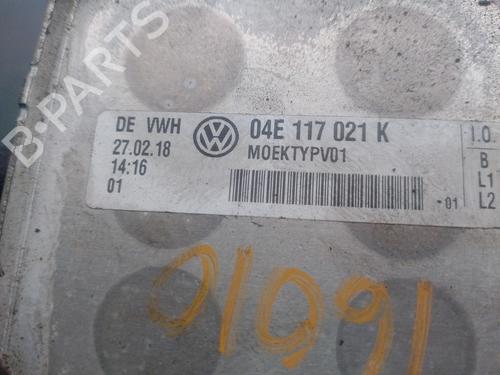 DE VWH 04E 117 021 K I.O.
27.02.18 MOEKTYPV01 B
14:16 L1
01 -01 L2
01091
B-PARTS